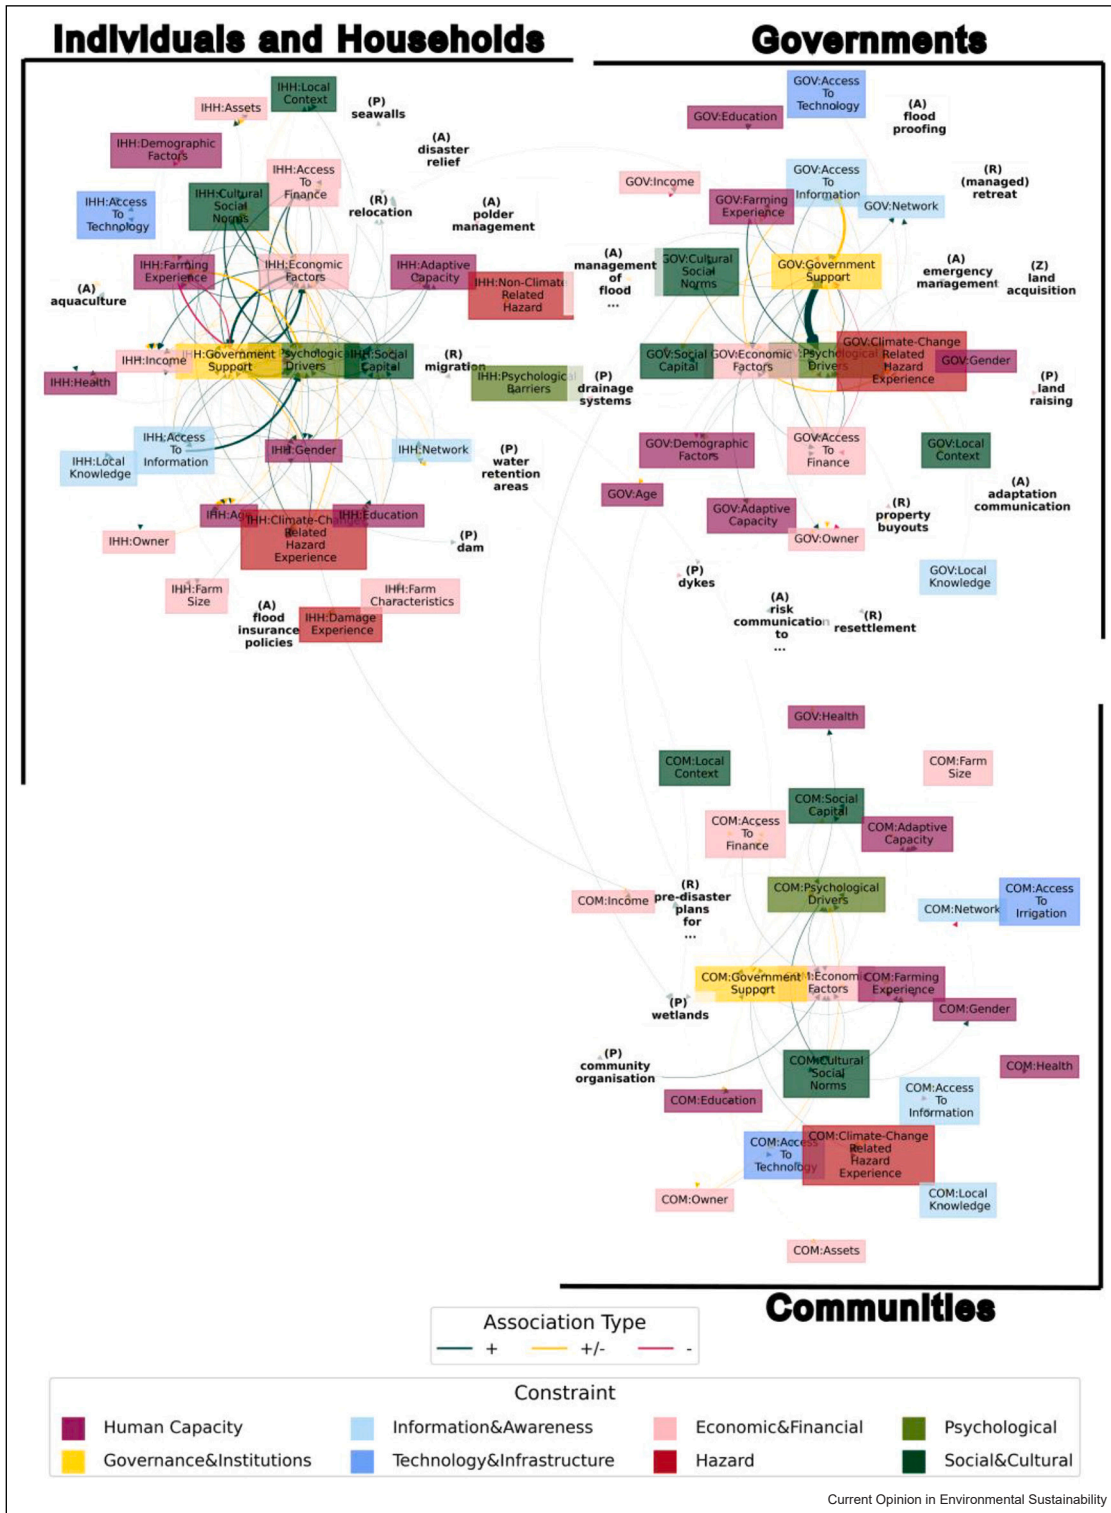 Individuals and Households
Governments
IHH:Local
Context
IHH:Assets
(P)
seawalls
IHH:Demographic
Factors
(A)
disaster
relief
IHH:Access
To
Finance
IHH:Cultural
Social
Norms
IHH:Access
To
Technology
(R)
relocation
(A)
polder
management
IHH:Farming
Experience
IHH:Economic
Factors
IHH:Adaptive
Capacity
IHH:Non-Climate
Related
Hazard
(A)
aquaculture
IHH:Income
IHH:Government
Support
Drivers
IHH:Social
Capital
(R)
migration
IHH:Health
IHH:Psychological
Barriers
IHH:Access
To
Information
IHH:Gender
IHH:Network
IHH:Local
Knowledge
(P)
water
retention
areas
IHH:Age
IHH:Climate-Change
Related
Hazard
Experience
IHH:Education
IHH:Owner
(P)
dam
IHH:Farm
Size
IHH:Farm
Characteristics
(A)
flood
insurance
policies
IHH:Damage
Experience
GOV:Access
To
Technology
GOV:Education
(A)
flood
proofing
GOV:Income
GOV:Access
To
Information
(R)
(managed)
retreat
GOV:Farming
Experience
GOV:Network
(A)
management
of
flood
...
GOV:Cultural
Social
Norms
GOV:Government
Support
(A)
emergency
management
(Z)
land
acquisition
GOV:Social
Capital
GOV:Economic
Factors
Psychological
Drivers
GOV:Climate-Change
Related
Hazard
Experience
GOV:Gender
(P)
drainage
systems
(P)
land
raising
GOV:Demographic
Factors
GOV:Access
To
Finance
GOV:Local
Context
GOV:Age
GOV:Adaptive
Capacity
(R)
property
buyouts
(A)
adaptation
communication
GOV:Owner
(P)
dykes
GOV:Local
Knowledge
(A)
risk
communication
to
...
(R)
resettlement
GOV:Health
COM:Local
Context
COM:Farm
Size
COM:Social
Capital
COM:Access
To
Finance
COM:Adaptive
Capacity
COM:Income
(R)
pre-disaster
plans
for
...
COM:Psychological
Drivers
COM:Network
COM:Access
To
Irrigation
COM:Government
Support
Factors
COM:Farming
Experience
(P)
wetlands
COM:Gender
(P)
community
organisation
COM:Cultural
Social
Norms
COM:Health
COM:Education
COM:Access
To
Information
COM:Access
To
Technology
COM:Climate-Change
Related
Hazard
Experience
COM:Owner
COM:Local
Knowledge
COM:Assets
Communities
Association Type
+ +/- -
Constraint
Human Capacity Information&Awareness Economic&Financial Psychological
Governance&Institutions Technology&Infrastructure Hazard Social&Cultural
Current Opinion in Environmental Sustainability